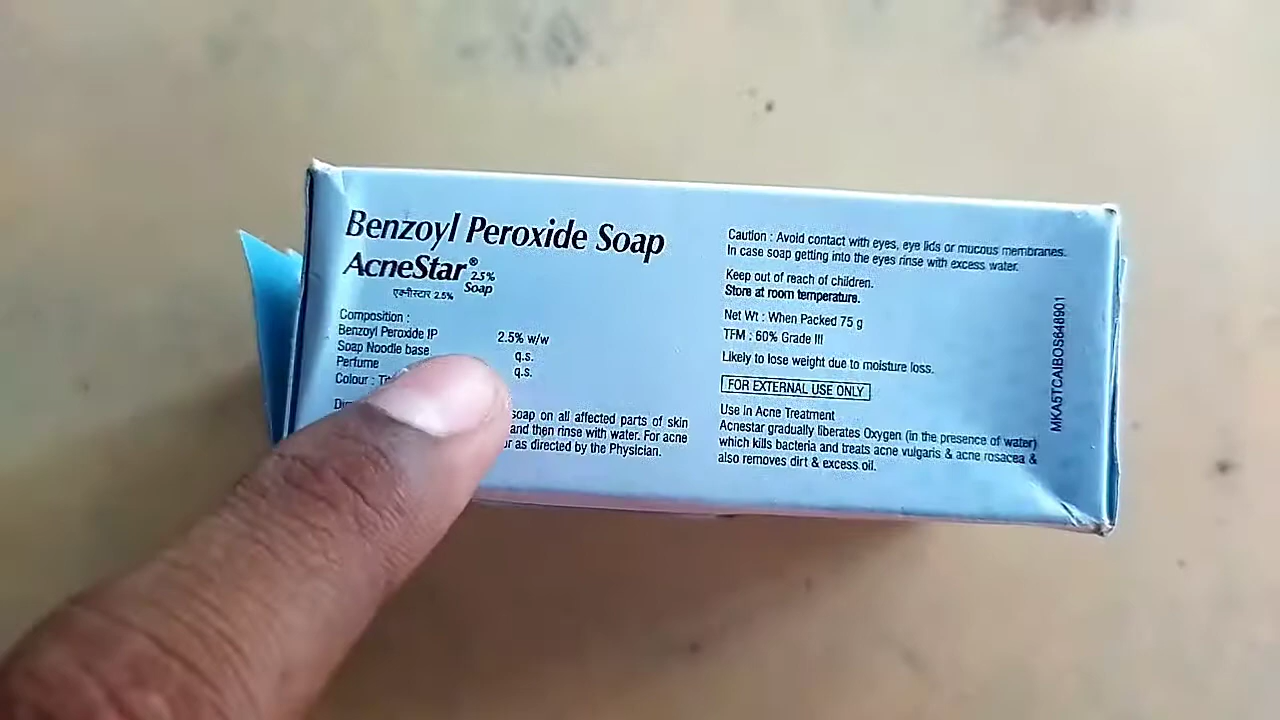 Benzoyl Peroxide Soap
AcneStar® 2.5%
Soap
एक्नीस्टार 2.5%
Composition :
Benzoyl Peroxide IP 2.5% w/w
Soap Noodle base q.s.
Perfume q.s.
Colour :
soap on all affected parts of skin
and then rinse with water. For acne
as directed by the Physician.
Caution : Avoid contact with eyes, eye lids or mucous membranes.
In case soap getting into the eyes rinse with excess water.
Keep out of reach of children.
Store at room temperature.
Net Wt : When Packed 75 g
TFM : 60% Grade III
Likely to lose weight due to moisture loss.
FOR EXTERNAL USE ONLY
Use in Acne Treatment
Acnestar gradually liberates Oxygen (in the presence of water)
which kills bacteria and treats acne vulgaris & acne rosacea &
also removes dirt & excess oil.
MKA5TCAIBOS648901